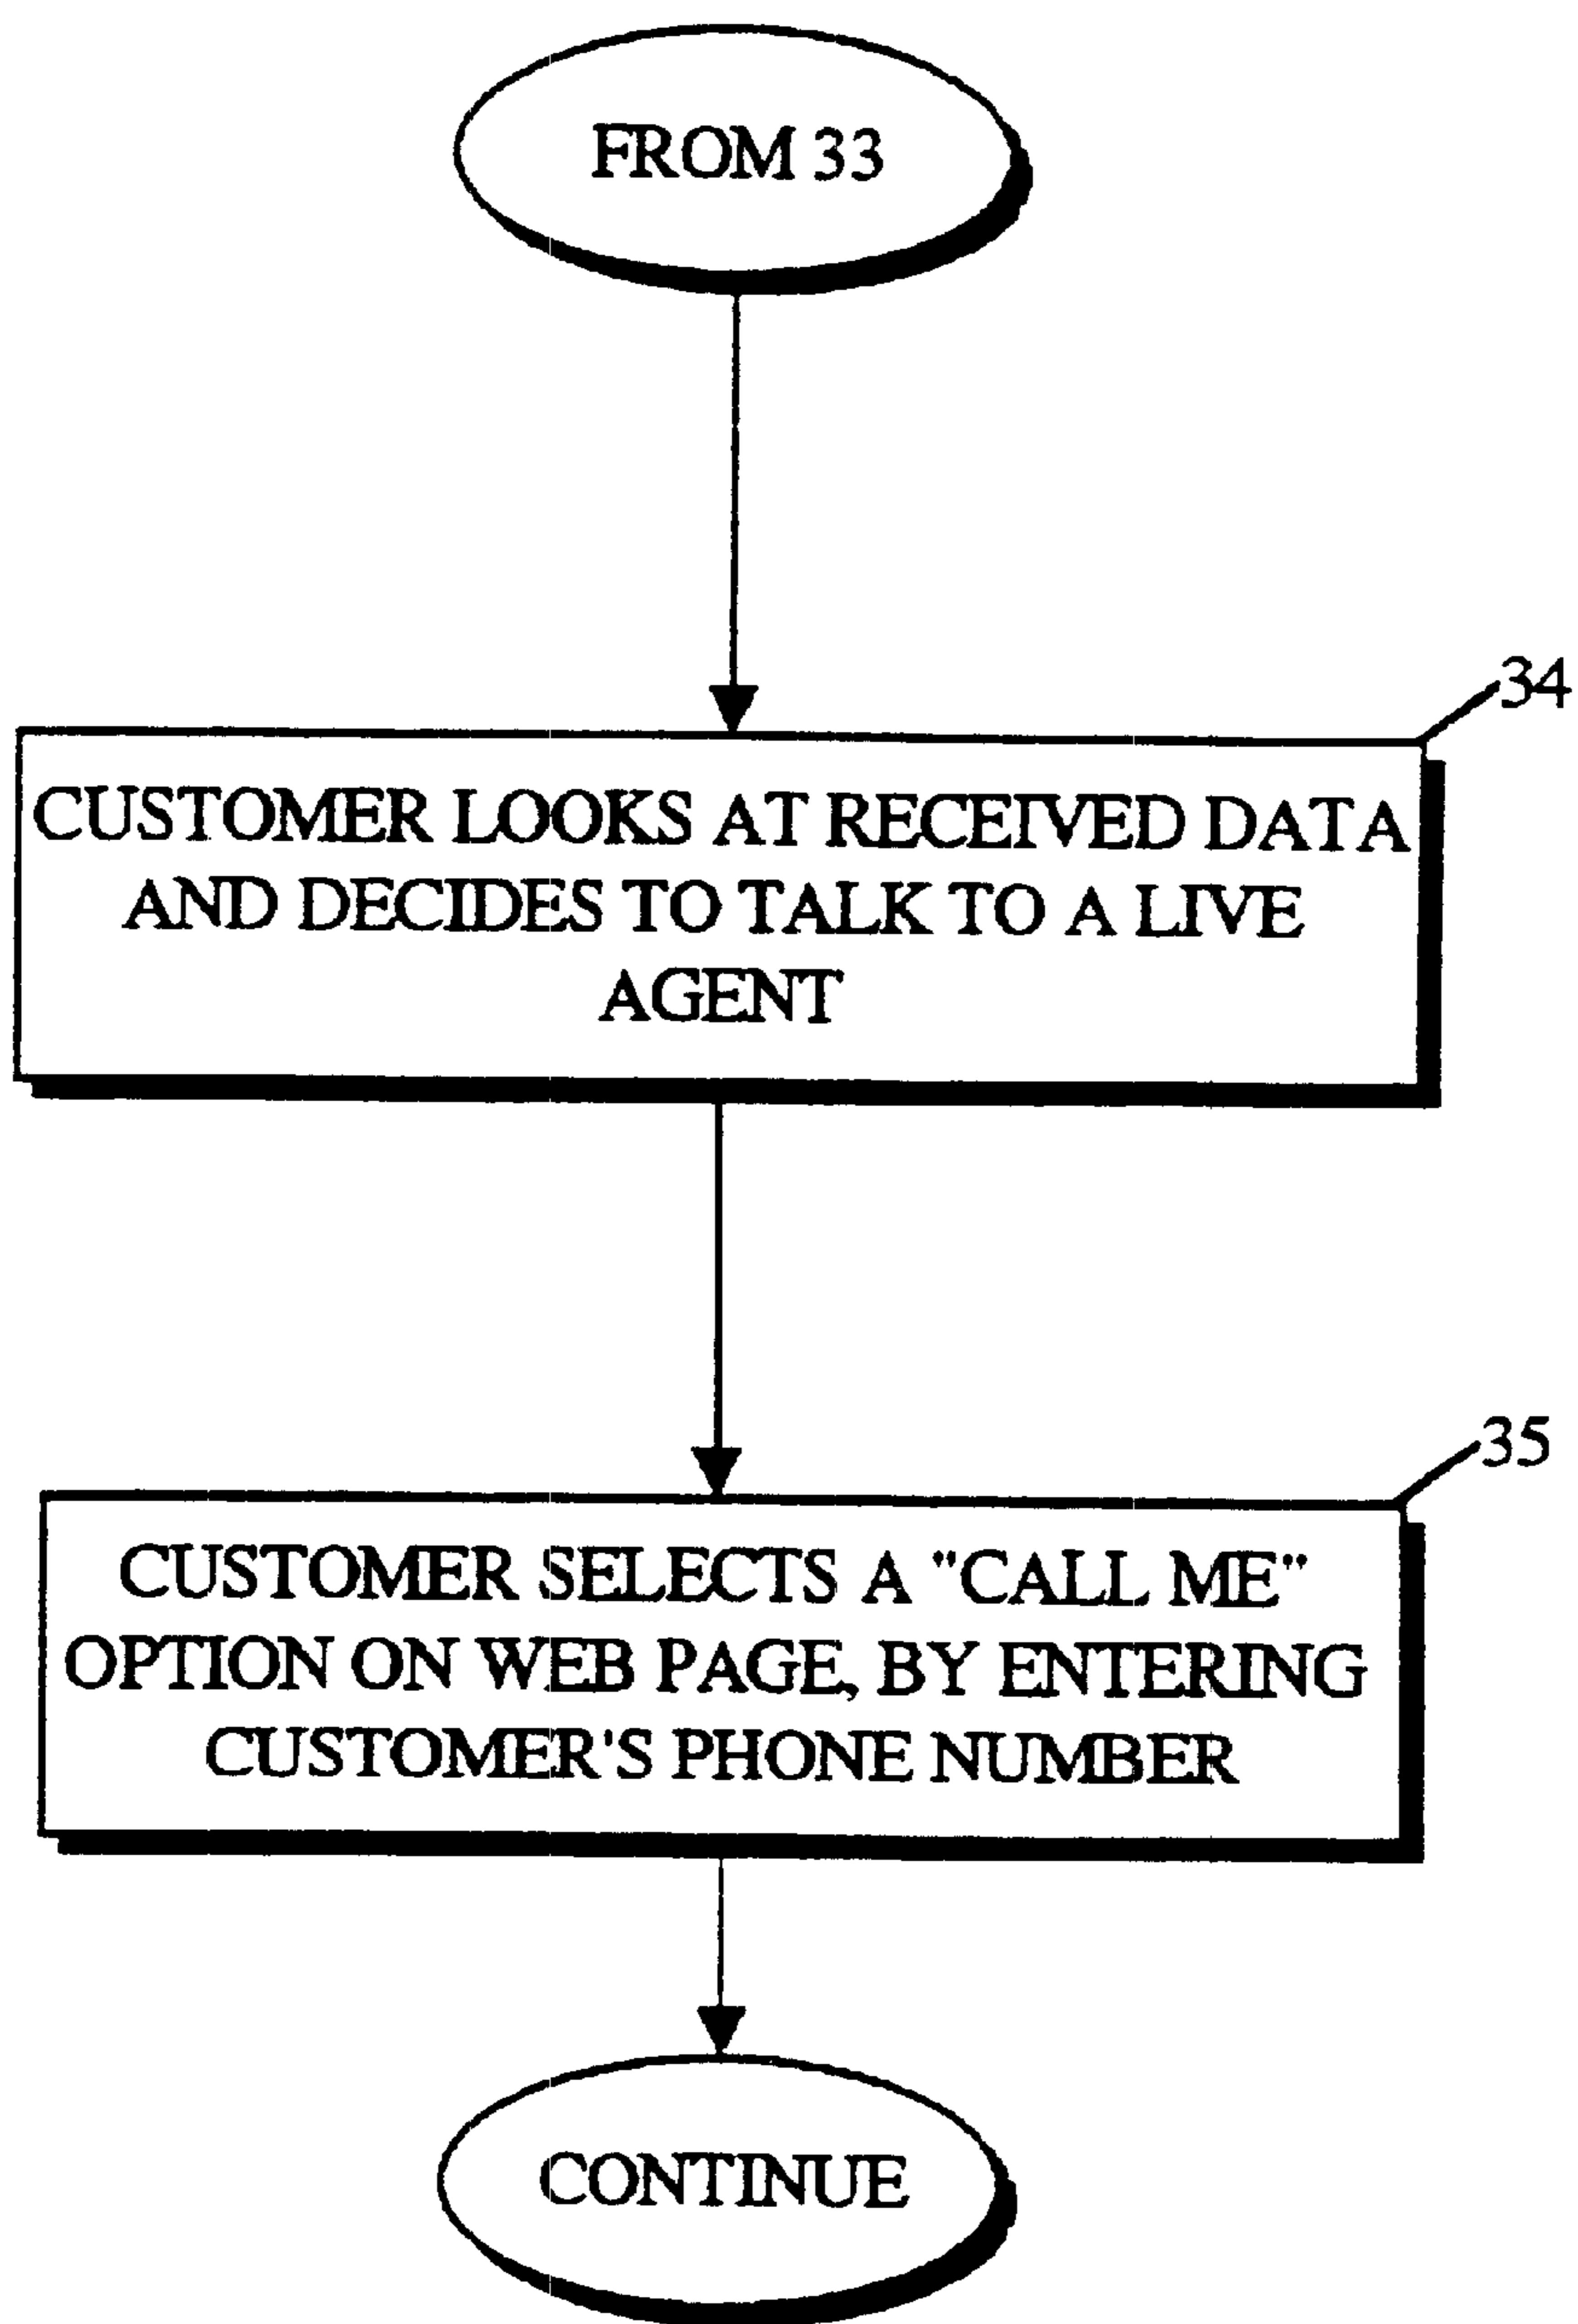 FROM 33
34
CUSTOMER LOOKS AT RECEIVED DATA
AND DECIDES TO TALK TO A LIVE
AGENT
35
CUSTOMER SELECTS A "CALL ME"
OPTION ON WEB PAGE, BY ENTERING
CUSTOMER'S PHONE NUMBER
CONTINUE